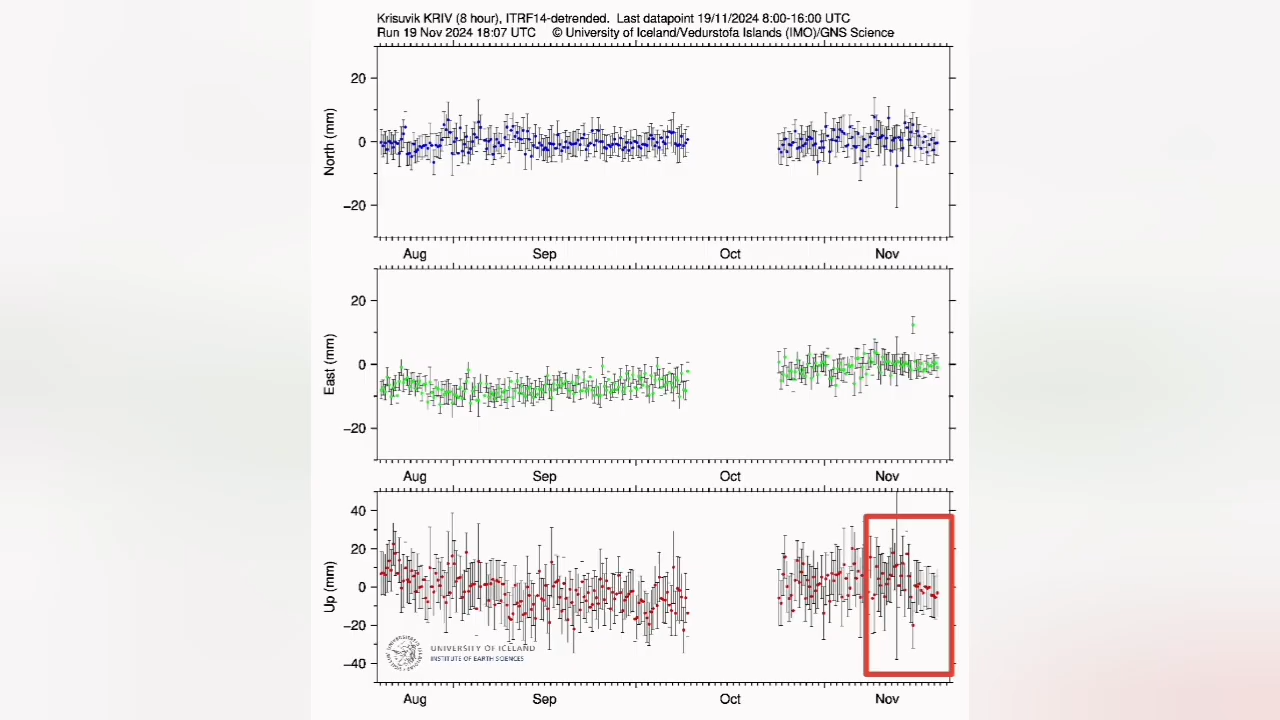 Krisuvik KRIV (8 hour), ITRF14-detrended. Last datapoint 19/11/2024 8:00-16:00 UTC
Run 19 Nov 2024 18:07 UTC © University of Iceland/Vedurstofa Islands (IMO)/GNS Science
20
0
−20
North (mm)
Aug Sep Oct Nov
20
0
−20
East (mm)
Aug Sep Oct Nov
40
20
0
−20
−40
Up (mm)
UNIVERSITY OF ICELAND
INSTITUTE OF EARTH SCIENCES
Aug Sep Oct Nov